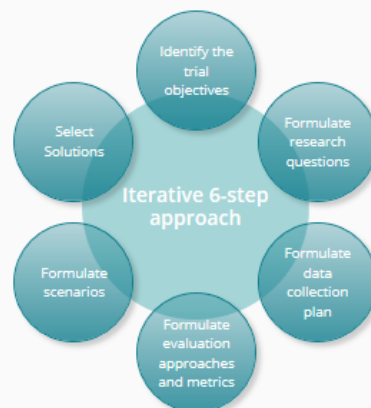 Identify the
trial
objectives
Formulate
research
questions
Formulate
data
collection
plan
Formulate
evaluation
approaches
and metrics
Formulate
scenarios
Select
Solutions
Iterative 6-step
approach